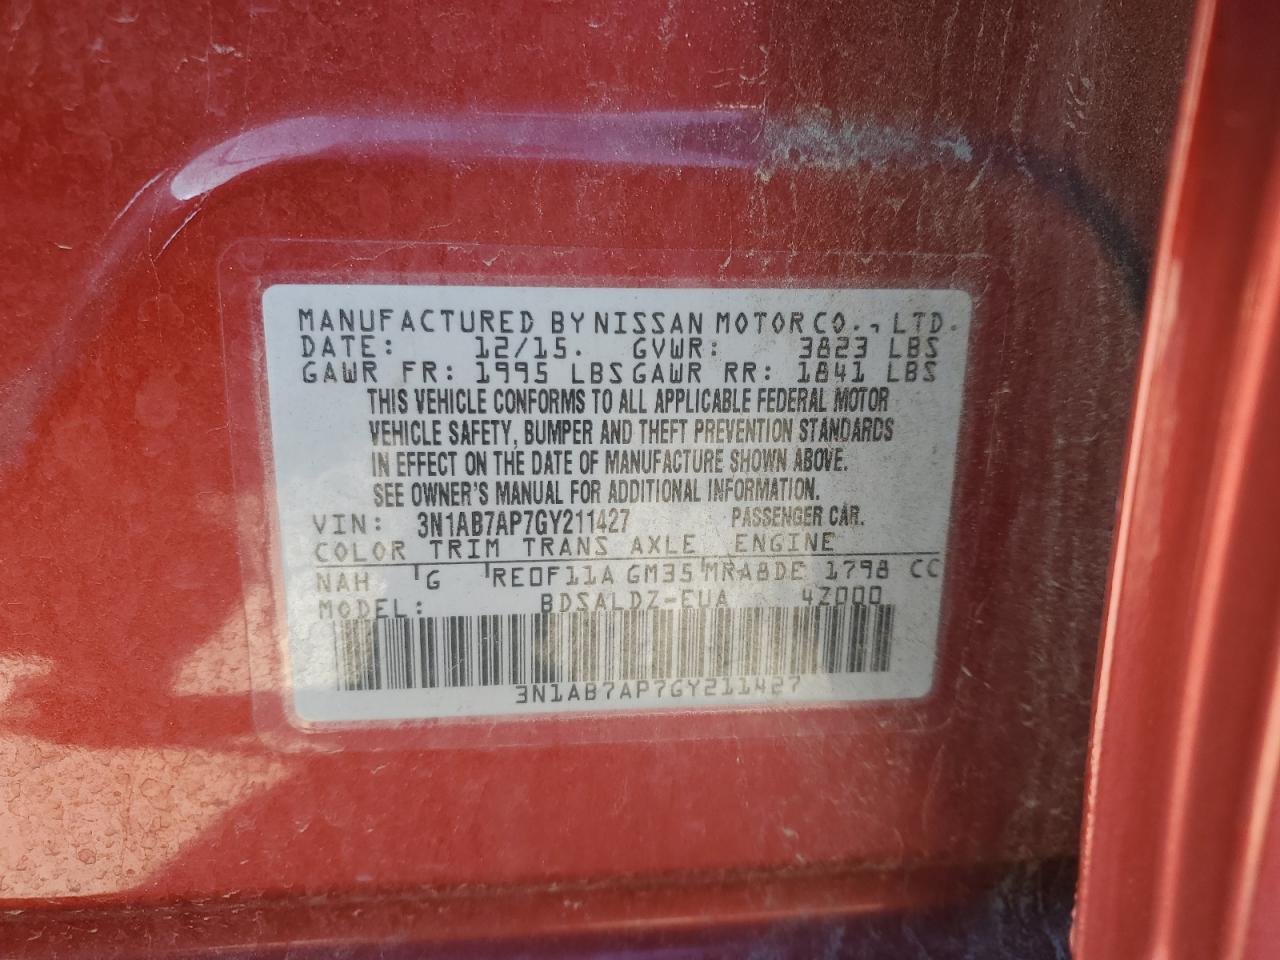 MANUFACTURED BY NISSAN MOTOR CO., LTD.
DATE: 12/15. GVWR: 3823 LBS
GAWR FR: 1995 LBS GAWR RR: 1841 LBS
THIS VEHICLE CONFORMS TO ALL APPLICABLE FEDERAL MOTOR
VEHICLE SAFETY, BUMPER AND THEFT PREVENTION STANDARDS
IN EFFECT ON THE DATE OF MANUFACTURE SHOWN ABOVE.
SEE OWNER'S MANUAL FOR ADDITIONAL INFORMATION.
VIN: 3N1AB7AP7GY211427 PASSENGER CAR.
COLOR TRIM TRANS AXLE ENGINE
NAH G RE0F11A GM35 MRA8DE 1798 CC
MODEL: BDSALDZ-EUA 4Z000
3N1AB7AP7GY211427